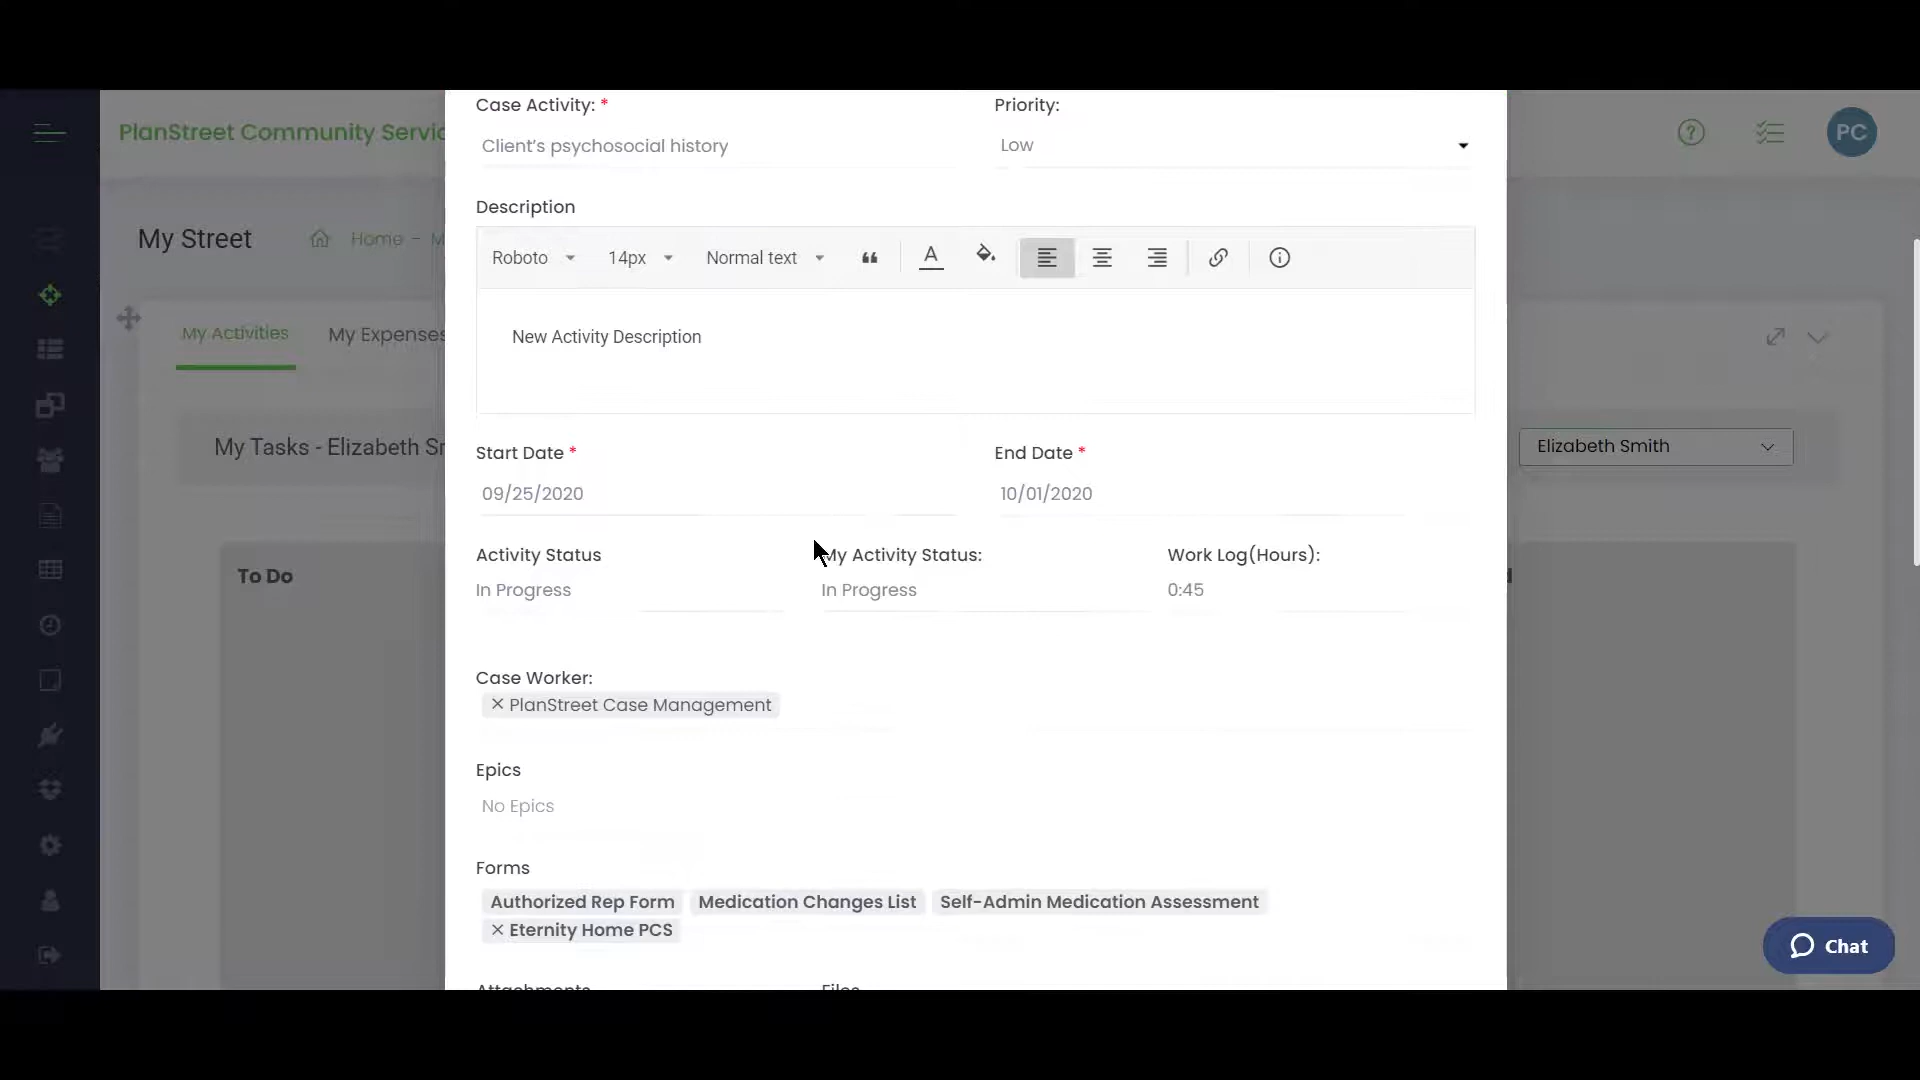 Case Activity: *
Priority:
PlanStreet Community Servic
PC
Client's psychosocial history
Low
Description
My Street
Home - M
Roboto 14px Normal text
My Activities
My Expenses
New Activity Description
My Tasks - Elizabeth Sr
Elizabeth Smith
Start Date *
End Date *
09/25/2020
10/01/2020
To Do
Activity Status
My Activity Status:
Work Log(Hours):
In Progress
In Progress
0:45
Case Worker:
× PlanStreet Case Management
Epics
No Epics
Forms
Authorized Rep Form Medication Changes List Self-Admin Medication Assessment
× Eternity Home PCS
Chat
Attachments
Files